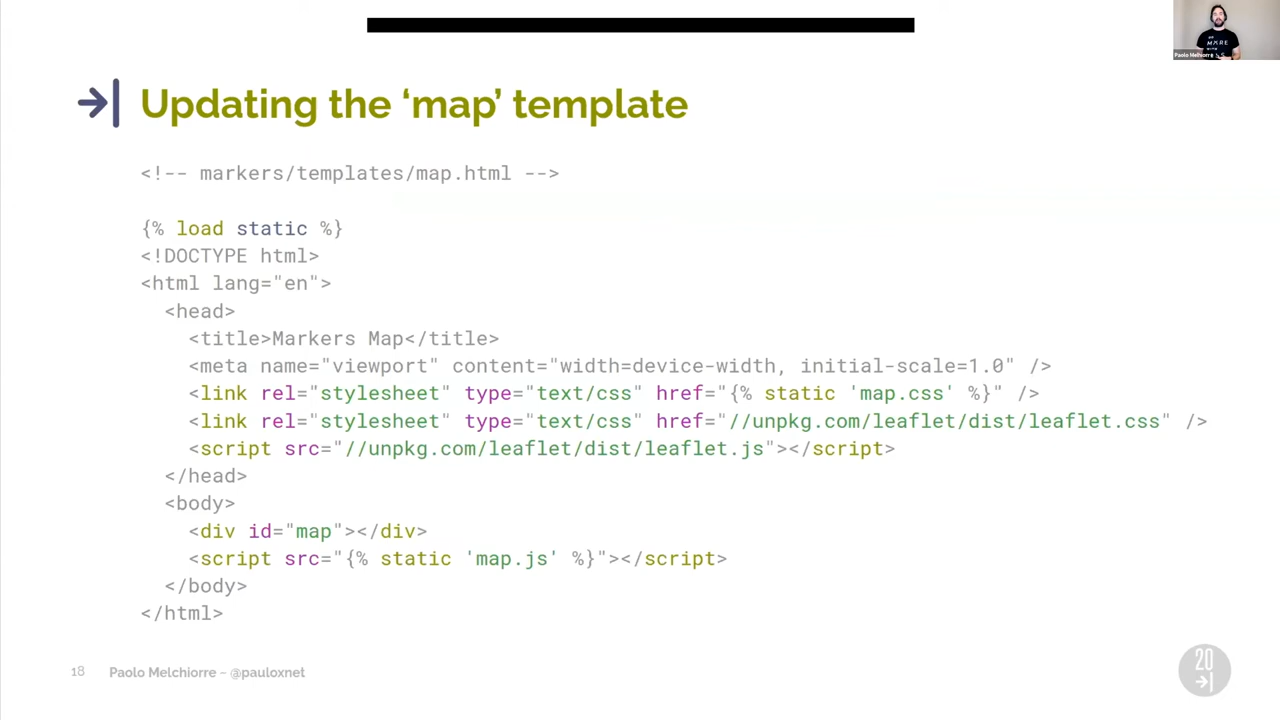 Updating the ‘map’ template
<!-- markers/templates/map.html -->
{% load static %}
<!DOCTYPE html>
<html lang="en">
<head>
<title>Markers Map</title>
<meta name="viewport" content="width=device-width, initial-scale=1.0" />
<link rel="stylesheet" type="text/css" href="{% static 'map.css' %}" />
<link rel="stylesheet" type="text/css" href="//unpkg.com/leaflet/dist/leaflet.css" />
<script src="//unpkg.com/leaflet/dist/leaflet.js"></script>
</head>
<body>
<div id="map"></div>
<script src="{% static 'map.js' %}"></script>
</body>
</html>
18 Paolo Melchiorre – @pauloxnet
20
Paolo Melchiorre